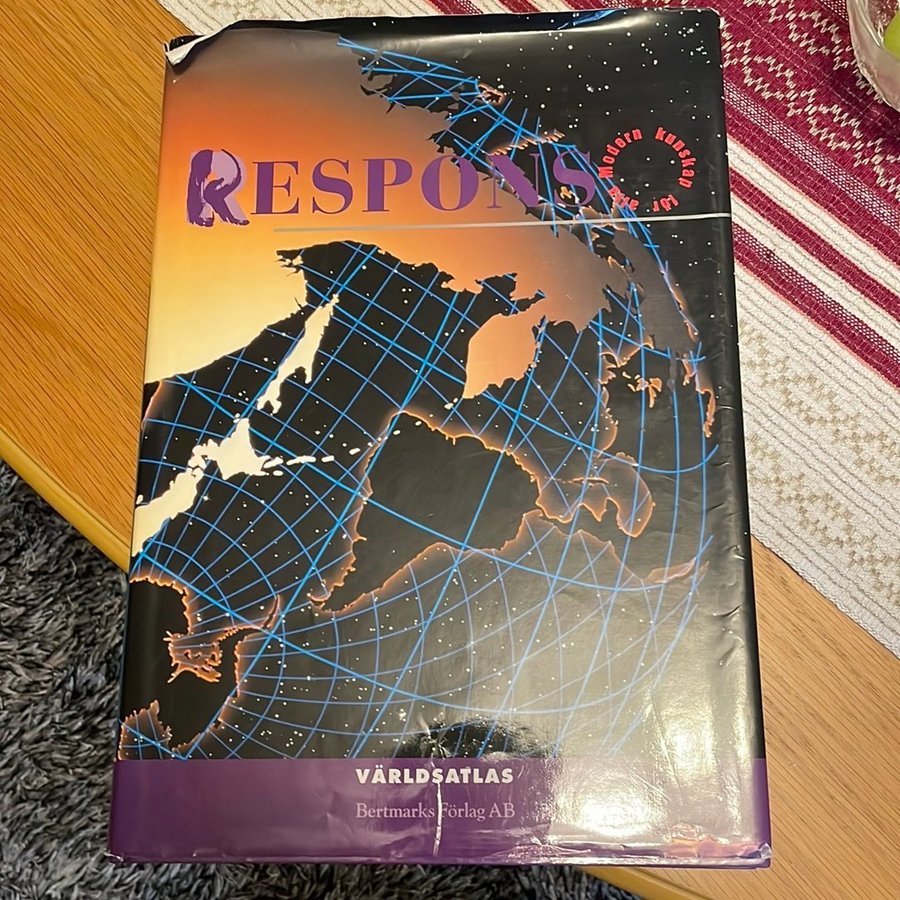 RESPONS
Modern kunskap för alla
VÄRLDSATLAS
Bertmarks Förlag AB